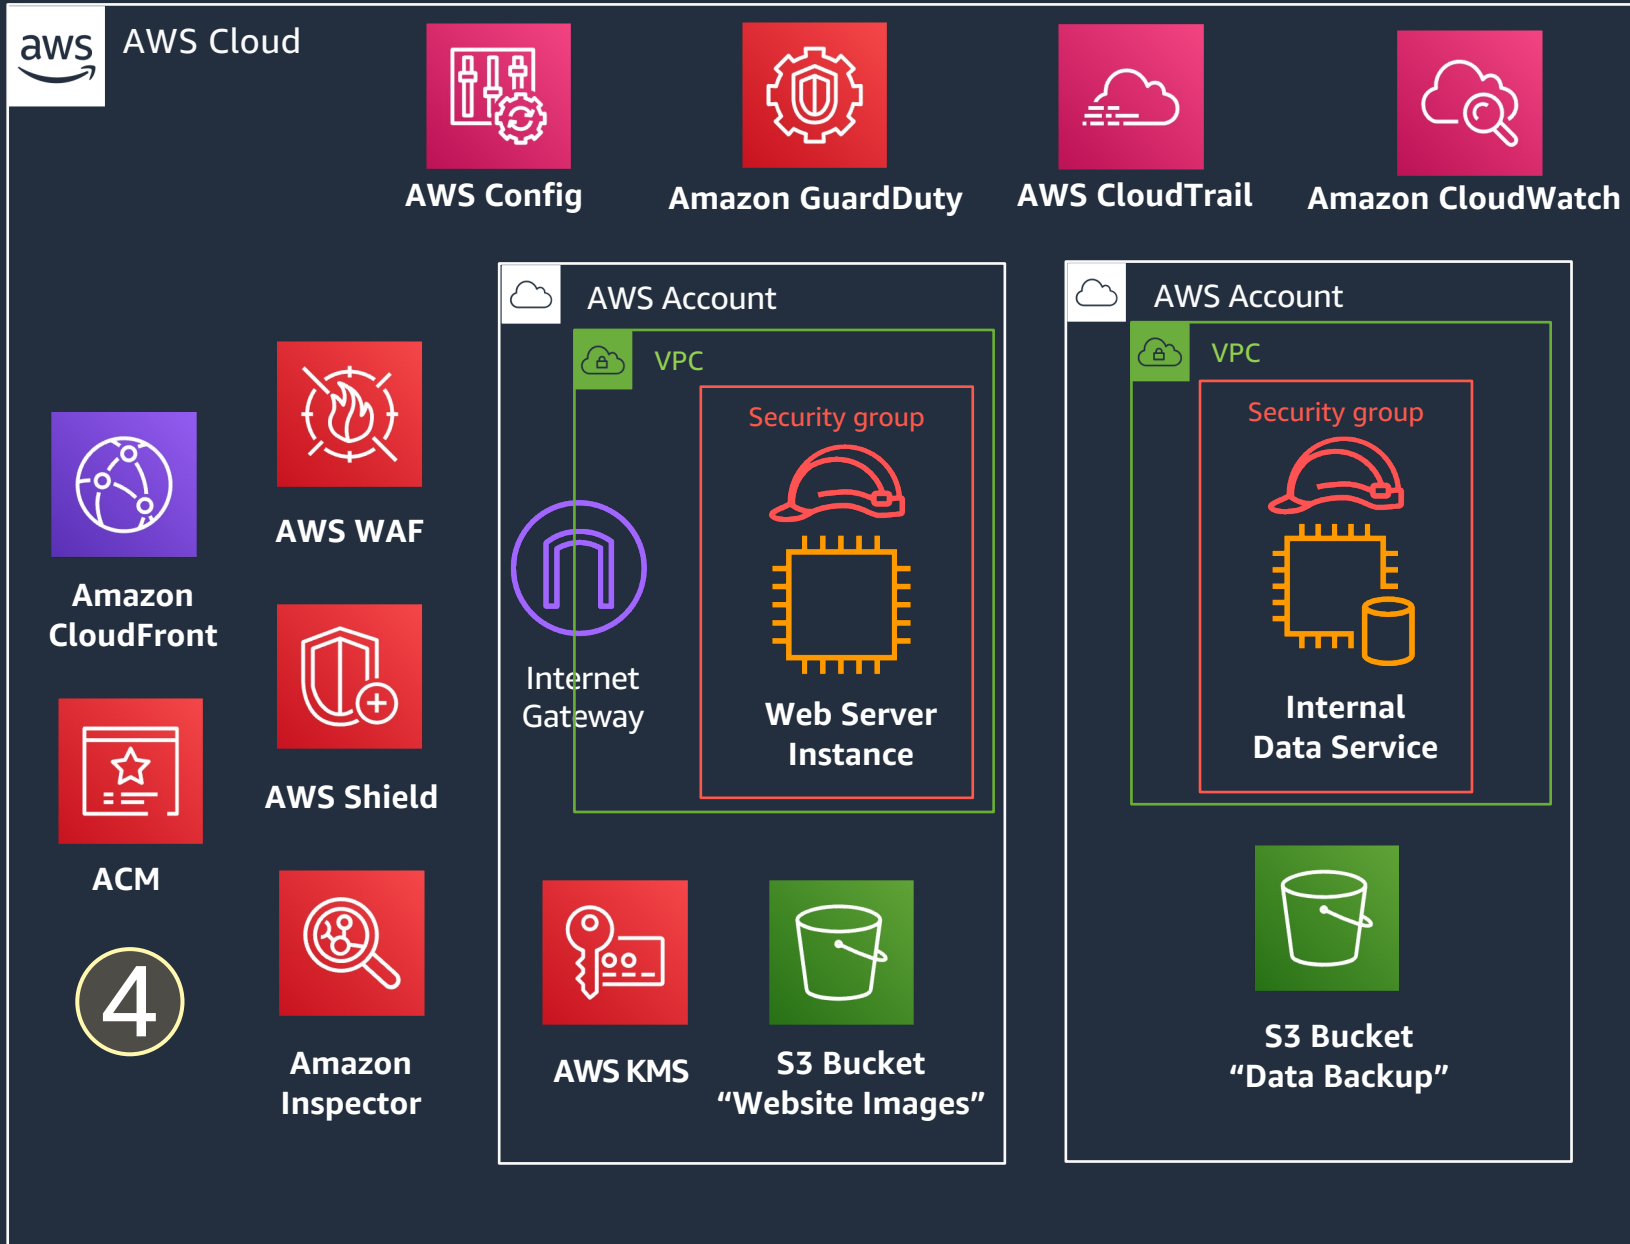 aws
AWS Cloud
AWS Config
Amazon GuardDuty
AWS CloudTrail
Amazon CloudWatch
AWS Account
VPC
Security group
Web Server
Instance
Internet
Gateway
AWS KMS
S3 Bucket
“Website Images”
AWS Account
VPC
Security group
Internal
Data Service
S3 Bucket
“Data Backup”
Amazon
CloudFront
AWS WAF
AWS Shield
ACM
4
Amazon
Inspector